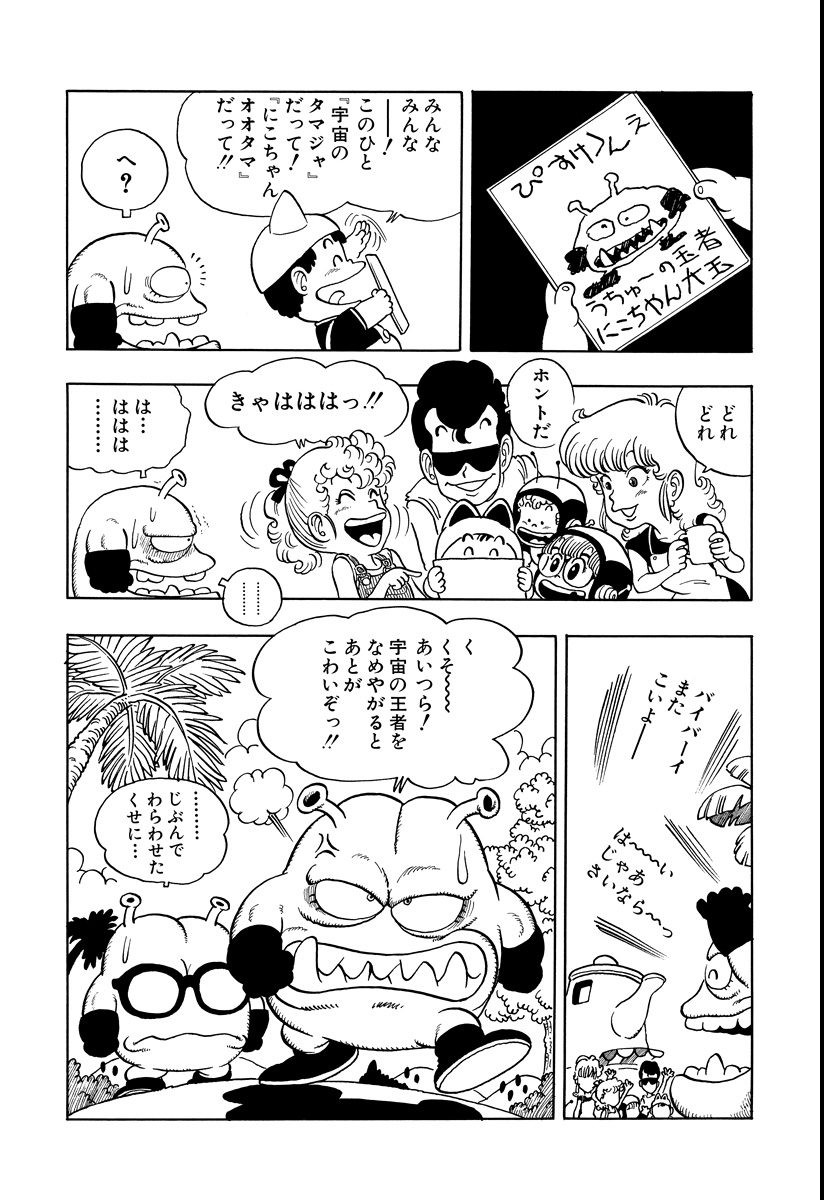 ぴーすけくんえ
うちゅ〜の玉者
にこちゃん大王
みんな
みんな
――!
このひと
『宇宙の
タマジャ』
だって!
『にこちゃん
オオタマ』
だって!!
へ?
どれ
どれ
ホントだ
きゃはははっ!!
は…
ははは
………
………
バイバーイ
また
こいよ――
は〜〜〜い
じゃあ
さいなら〜っ
く
くそ〜〜〜
あいつら!
宇宙の王者を
なめやがると
あとが
こわいぞっ!!
………
じぶんで
わらわせた
くせに…